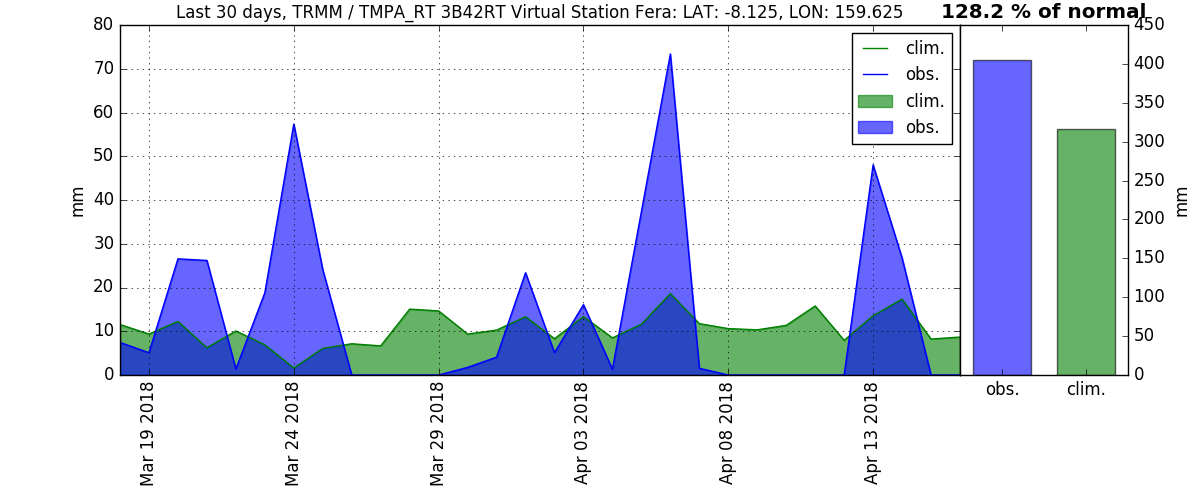 Last 30 days, TRMM / TMPA_RT 3B42RT Virtual Station Fera: LAT: -8.125, LON: 159.625
128.2 % of normal
80
70
60
50
40
30
20
10
0
mm
clim.
obs.
clim.
obs.
Mar 19 2018
Mar 24 2018
Mar 29 2018
Apr 03 2018
Apr 08 2018
Apr 13 2018
450
400
350
300
250
200
150
100
50
0
mm
obs.
clim.